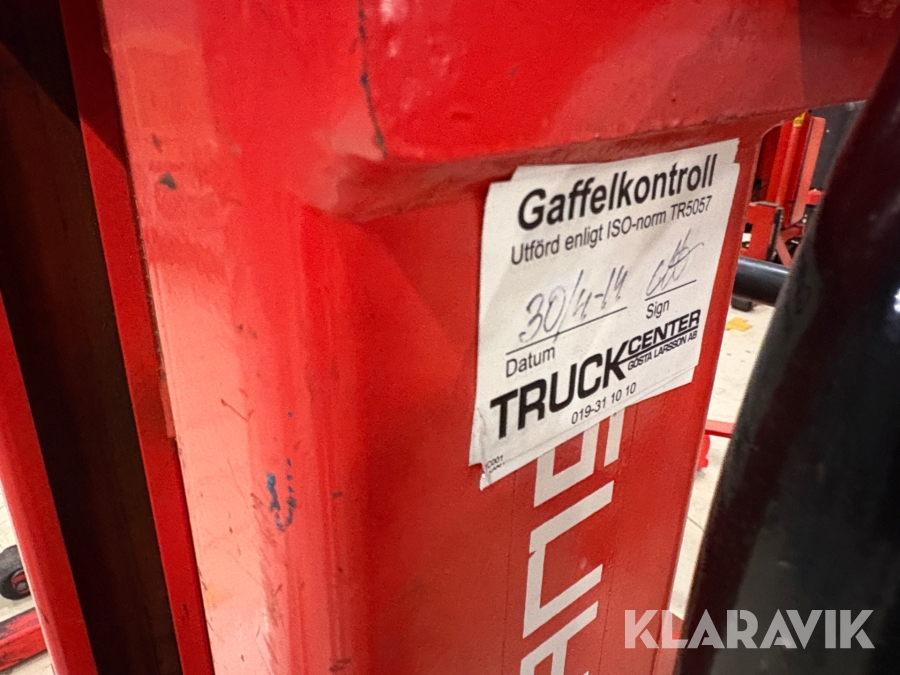 Gaffelkontroll
Utförd enligt ISO-norm TR5057
30/4-14
Datum
Sign
TRUCKCENTER
GÖSTA LARSSON AB
019-31 10 10
KLARAVIK